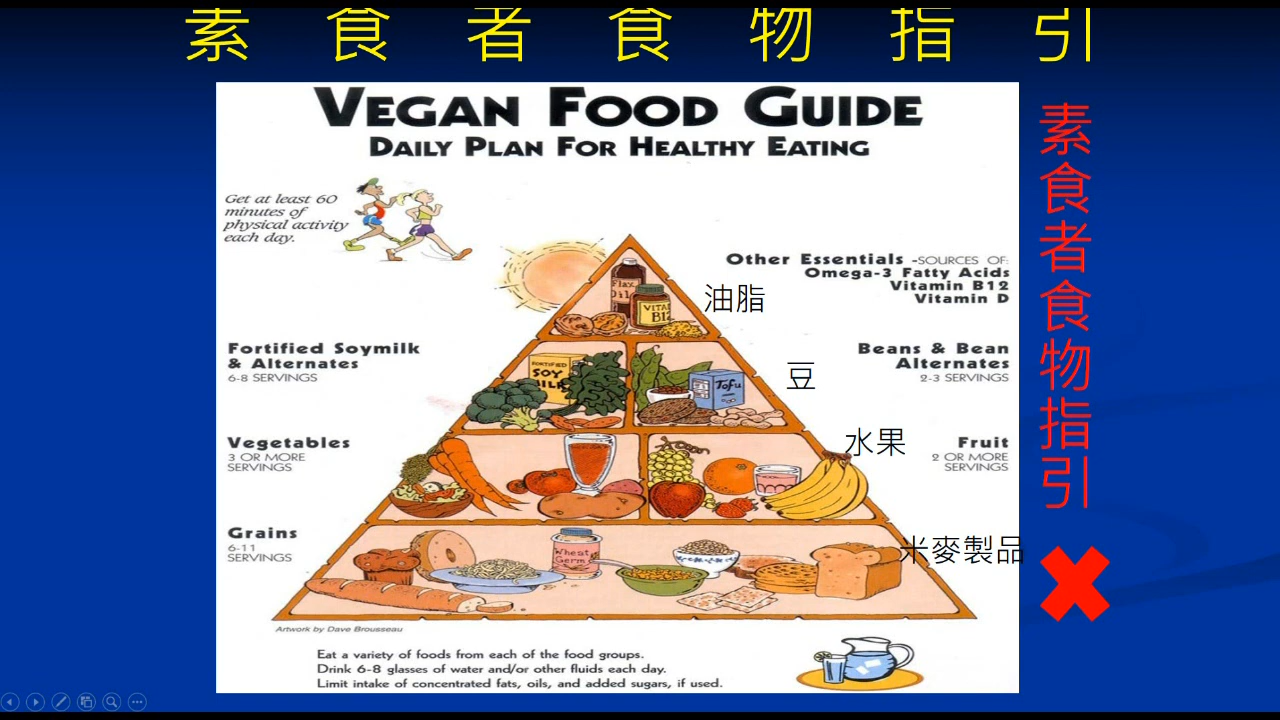 素食者食物指引
VEGAN FOOD GUIDE
DAILY PLAN FOR HEALTHY EATING
Get at least 60
minutes of
physical activity
each day.
Other Essentials -SOURCES OF:
Omega-3 Fatty Acids
Vitamin B12
Vitamin D
Flax
Oil
VITA
B12
油脂
Fortified Soymilk
& Alternates
6-8 SERVINGS
FORTIFIED
SOY
MILK
Tofu
豆
Beans & Bean
Alternates
2-3 SERVINGS
Vegetables
3 OR MORE
SERVINGS
水果
Fruit
2 OR MORE
SERVINGS
Grains
6-11
SERVINGS
Wheat
Germ
米麥製品
Artwork by Dave Brousseau
Eat a variety of foods from each of the food groups.
Drink 6-8 glasses of water and/or other fluids each day.
Limit intake of concentrated fats, oils, and added sugars, if used.
素食者食物指引